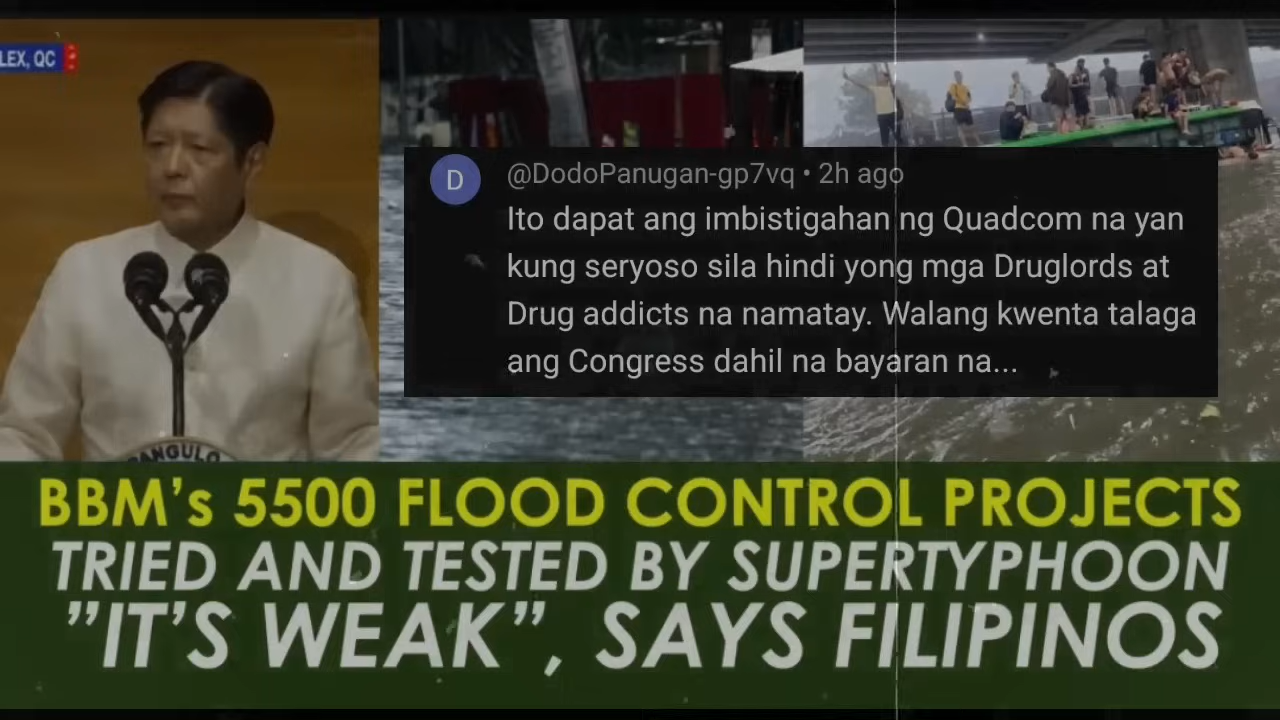 LEX, QC
D
@DodoPanugan-gp7vq • 2h ago
Ito dapat ang imbistigahan ng Quadcom na yan
kung seryoso sila hindi yong mga Druglords at
Drug addicts na namatay. Walang kwenta talaga
ang Congress dahil na bayaran na...
PANGULO
BBM's 5500 FLOOD CONTROL PROJECTS
TRIED AND TESTED BY SUPERTYPHOON
"IT'S WEAK", SAYS FILIPINOS